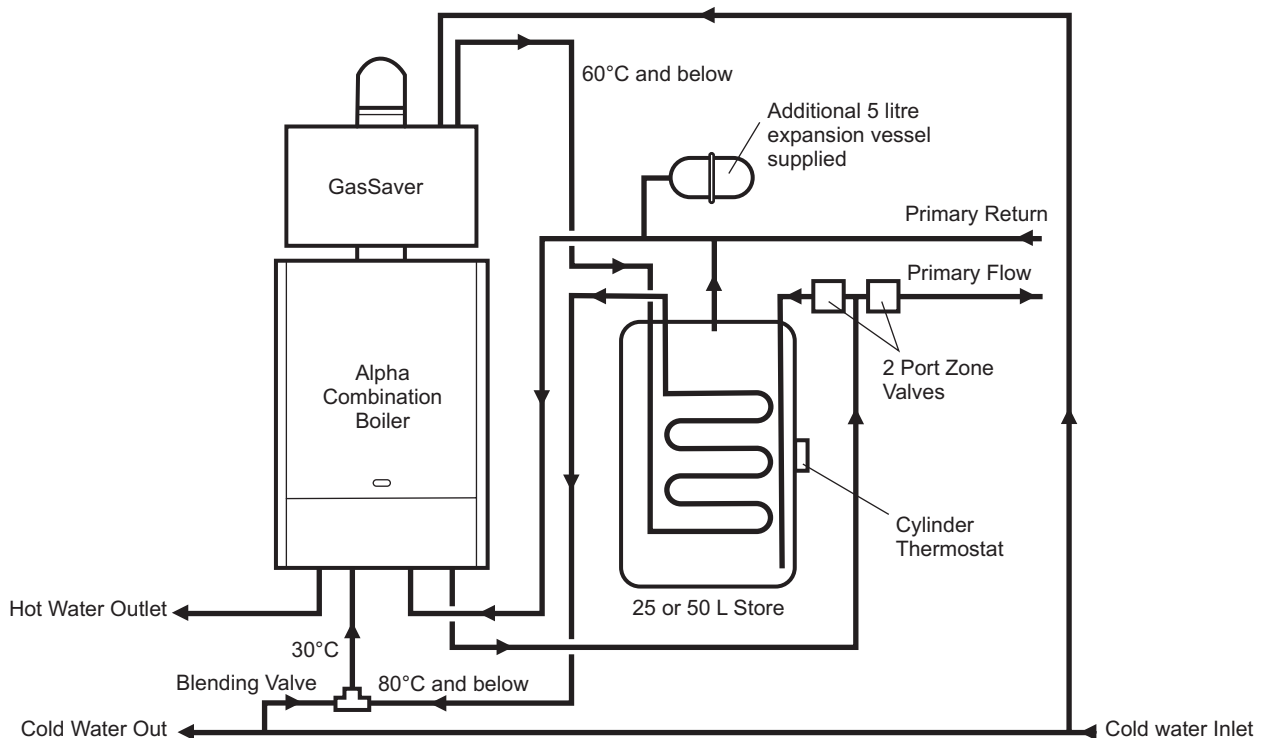 60°C and below
Additional 5 litre
expansion vessel
supplied
GasSaver
Primary Return
Primary Flow
2 Port Zone
Valves
Alpha
Combination
Boiler
Cylinder
Thermostat
25 or 50 L Store
Hot Water Outlet
30°C
Blending Valve
80°C and below
Cold Water Out
Cold water Inlet